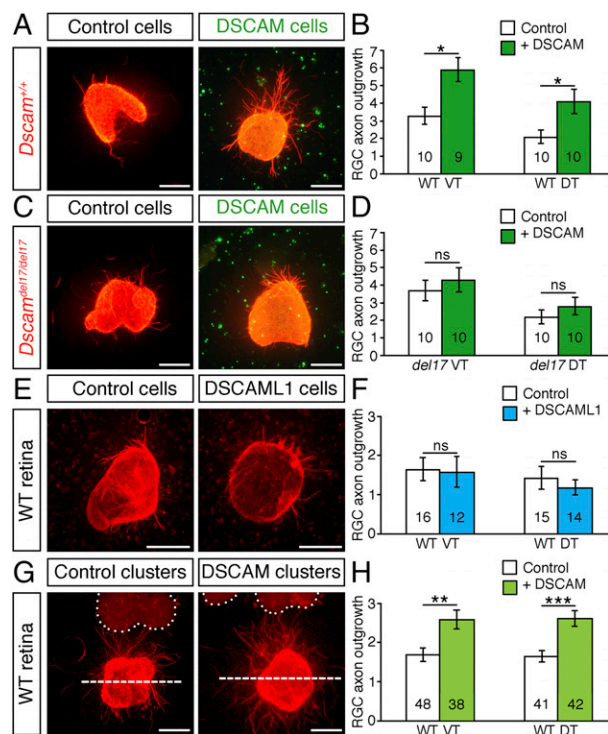 A
Control cells
DSCAM cells
Dscam+/+
B
Control
+ DSCAM
RGC axon outgrowth
7
6
5
4
3
2
1
0
*
*
10
9
10
10
WT VT
WT DT
C
Control cells
DSCAM cells
Dscamdel17/del17
D
Control
+ DSCAM
RGC axon outgrowth
7
6
5
4
3
2
1
0
ns
ns
10
10
10
10
del17 VT
del17 DT
E
Control cells
DSCAML1 cells
WT retina
F
Control
+ DSCAML1
RGC axon outgrowth
3
2
1
0
ns
ns
16
12
15
14
WT VT
WT DT
G
Control clusters
DSCAM clusters
WT retina
H
Control
+ DSCAM
RGC axon outgrowth
3
2
1
0
**
***
48
38
41
42
WT VT
WT DT